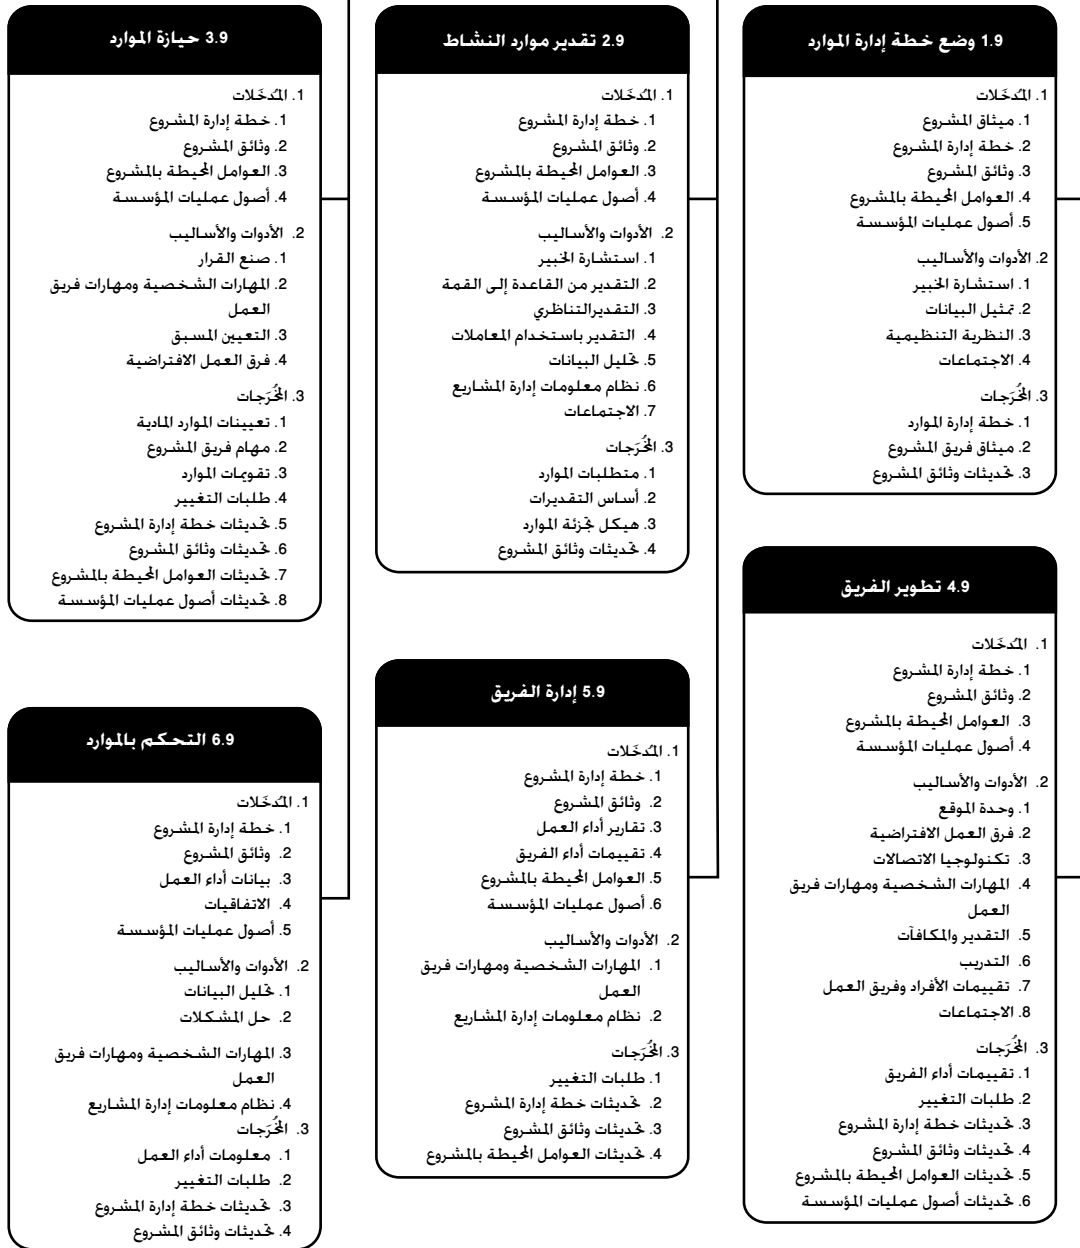 1.9 وضع خطة إدارة الموارد
1. المُدخَلات
1. ميثاق المشروع
2. خطة إدارة المشروع
3. وثائق المشروع
4. العوامل المحيطة بالمشروع
5. أصول عمليات المؤسسة
2. الأدوات والأساليب
1. استشارة الخبير
2. تمثيل البيانات
3. النظرية التنظيمية
4. الاجتماعات
3. المُخرَجات
1. خطة إدارة الموارد
2. ميثاق فريق المشروع
3. تحديثات وثائق المشروع
2.9 تقدير موارد النشاط
1. المُدخَلات
1. خطة إدارة المشروع
2. وثائق المشروع
3. العوامل المحيطة بالمشروع
4. أصول عمليات المؤسسة
2. الأدوات والأساليب
1. استشارة الخبير
2. التقدير من القاعدة إلى القمة
3. التقديرالتناظري
4. التقدير باستخدام المعاملات
5. تحليل البيانات
6. نظام معلومات إدارة المشاريع
7. الاجتماعات
3. المُخرَجات
1. متطلبات الموارد
2. أساس التقديرات
3. هيكل تجزئة الموارد
4. تحديثات وثائق المشروع
3.9 حيازة الموارد
1. المُدخَلات
1. خطة إدارة المشروع
2. وثائق المشروع
3. العوامل المحيطة بالمشروع
4. أصول عمليات المؤسسة
2. الأدوات والأساليب
1. صنع القرار
2. المهارات الشخصية ومهارات فريق
العمل
3. التعيين المسبق
4. فرق العمل الافتراضية
3. المُخرَجات
1. تعيينات الموارد المادية
2. مهام فريق المشروع
3. تقويمات الموارد
4. طلبات التغيير
5. تحديثات خطة إدارة المشروع
6. تحديثات وثائق المشروع
7. تحديثات العوامل المحيطة بالمشروع
8. تحديثات أصول عمليات المؤسسة
4.9 تطوير الفريق
1. المُدخَلات
1. خطة إدارة المشروع
2. وثائق المشروع
3. العوامل المحيطة بالمشروع
4. أصول عمليات المؤسسة
2. الأدوات والأساليب
1. وحدة الموقع
2. فرق العمل الافتراضية
3. تكنولوجيا الاتصالات
4. المهارات الشخصية ومهارات فريق
العمل
5. التقدير والمكافآت
6. التدريب
7. تقييمات الأفراد وفريق العمل
8. الاجتماعات
3. المُخرَجات
1. تقييمات أداء الفريق
2. طلبات التغيير
3. تحديثات خطة إدارة المشروع
4. تحديثات وثائق المشروع
5. تحديثات العوامل المحيطة بالمشروع
6. تحديثات أصول عمليات المؤسسة
5.9 إدارة الفريق
1. المُدخَلات
1. خطة إدارة المشروع
2. وثائق المشروع
3. تقارير أداء العمل
4. تقييمات أداء الفريق
5. العوامل المحيطة بالمشروع
6. أصول عمليات المؤسسة
2. الأدوات والأساليب
1. المهارات الشخصية ومهارات فريق
العمل
2. نظام معلومات إدارة المشاريع
3. المُخرَجات
1. طلبات التغيير
2. تحديثات خطة إدارة المشروع
3. تحديثات وثائق المشروع
4. تحديثات العوامل المحيطة بالمشروع
6.9 التحكم بالموارد
1. المُدخَلات
1. خطة إدارة المشروع
2. وثائق المشروع
3. بيانات أداء العمل
4. الاتفاقيات
5. أصول عمليات المؤسسة
2. الأدوات والأساليب
1. تحليل البيانات
2. حل المشكلات
3. المهارات الشخصية ومهارات فريق
العمل
4. نظام معلومات إدارة المشاريع
3. المُخرَجات
1. معلومات أداء العمل
2. طلبات التغيير
3. تحديثات خطة إدارة المشروع
4. تحديثات وثائق المشروع